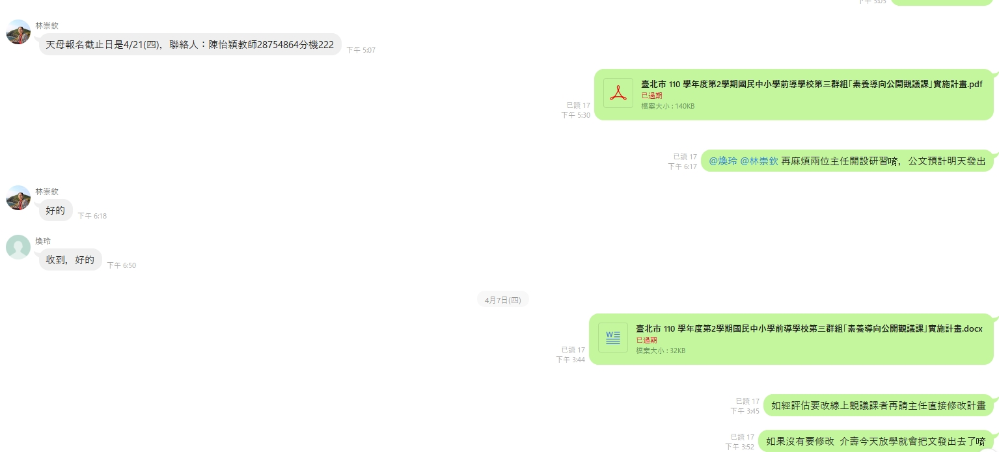 下午 5:05
林崇欽
天母報名截止日是4/21(四)，聯絡人：陳怡穎教師28754864分機222
下午 5:07
臺北市 110 學年度第2學期國民中小學前導學校第三群組｢素養導向公開觀議課｣實施計畫.pdf
已過期
檔案大小 : 140KB
已讀 17
下午 5:30
@煥玲 @林崇欽 再麻煩兩位主任開設研習唷，公文預計明天發出
已讀 17
下午 6:17
林崇欽
好的
下午 6:18
煥玲
收到，好的
下午 6:50
4月7日(四)
臺北市 110 學年度第2學期國民中小學前導學校第三群組｢素養導向公開觀議課｣實施計畫.docx
已過期
檔案大小 : 32KB
已讀 17
下午 3:44
如經評估要改線上觀議課者再請主任直接修改計畫
已讀 17
下午 3:45
如果沒有要修改 介壽今天放學就會把文發出去了唷
已讀 17
下午 3:52